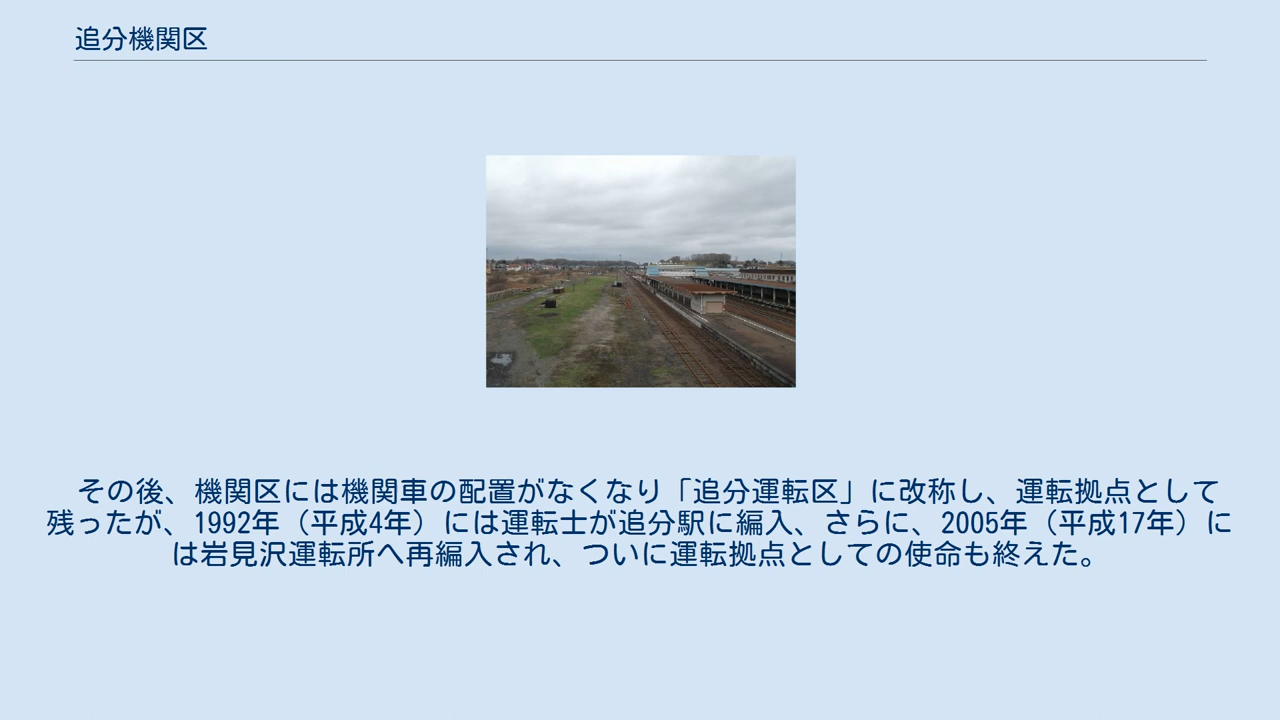 追分機関区
その後、機関区には機関車の配置がなくなり「追分運転区」に改称し、運転拠点として
残ったが、1992年（平成4年）には運転士が追分駅に編入、さらに、2005年（平成17年）に
は岩見沢運転所へ再編入され、ついに運転拠点としての使命も終えた。